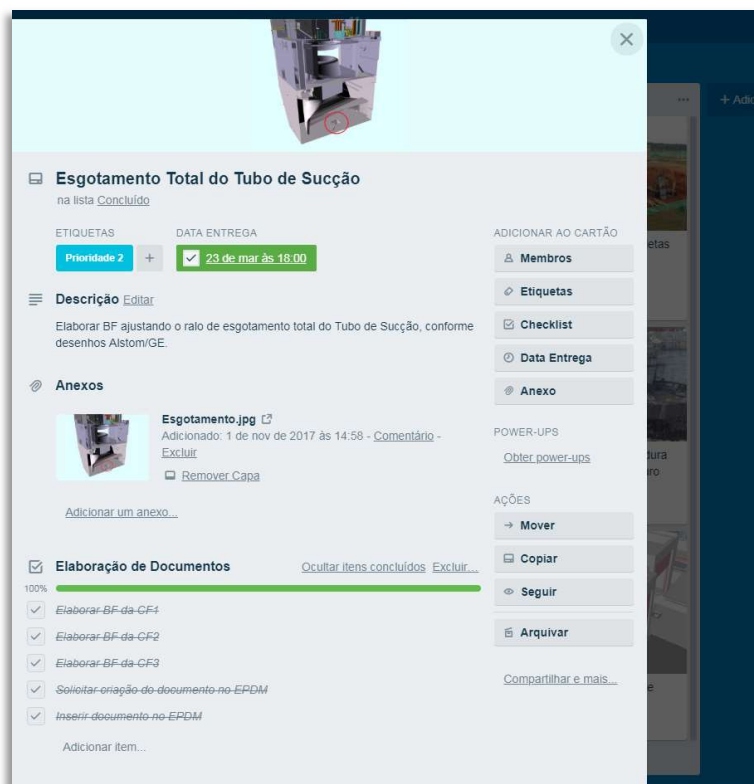 Esgotamento Total do Tubo de Sucção
na lista Concluído
ETIQUETAS
DATA ENTREGA
Prioridade 2
+
23 de mar às 18:00
Descrição Editar
Elaborar BF ajustando o ralo de esgotamento total do Tubo de Sucção, conforme
desenhos Alstom/GE.
Anexos
Esgotamento.jpg
Adicionado: 1 de nov de 2017 às 14:58 - Comentário -
Excluir
Remover Capa
Adicionar um anexo...
Elaboração de Documentos
Ocultar itens concluídos Excluir...
100%
Elaborar BF da CF1
Elaborar BF da CF2
Elaborar BF da CF3
Solicitar criação do documento no EPDM
Inserir documento no EPDM
Adicionar item...
ADICIONAR AO CARTÃO
Membros
Etiquetas
Checklist
Data Entrega
Anexo
POWER-UPS
Obter power-ups
AÇÕES
Mover
Copiar
Seguir
Arquivar
Compartilhar e mais...
+ Adic
etas
dura
ro
e